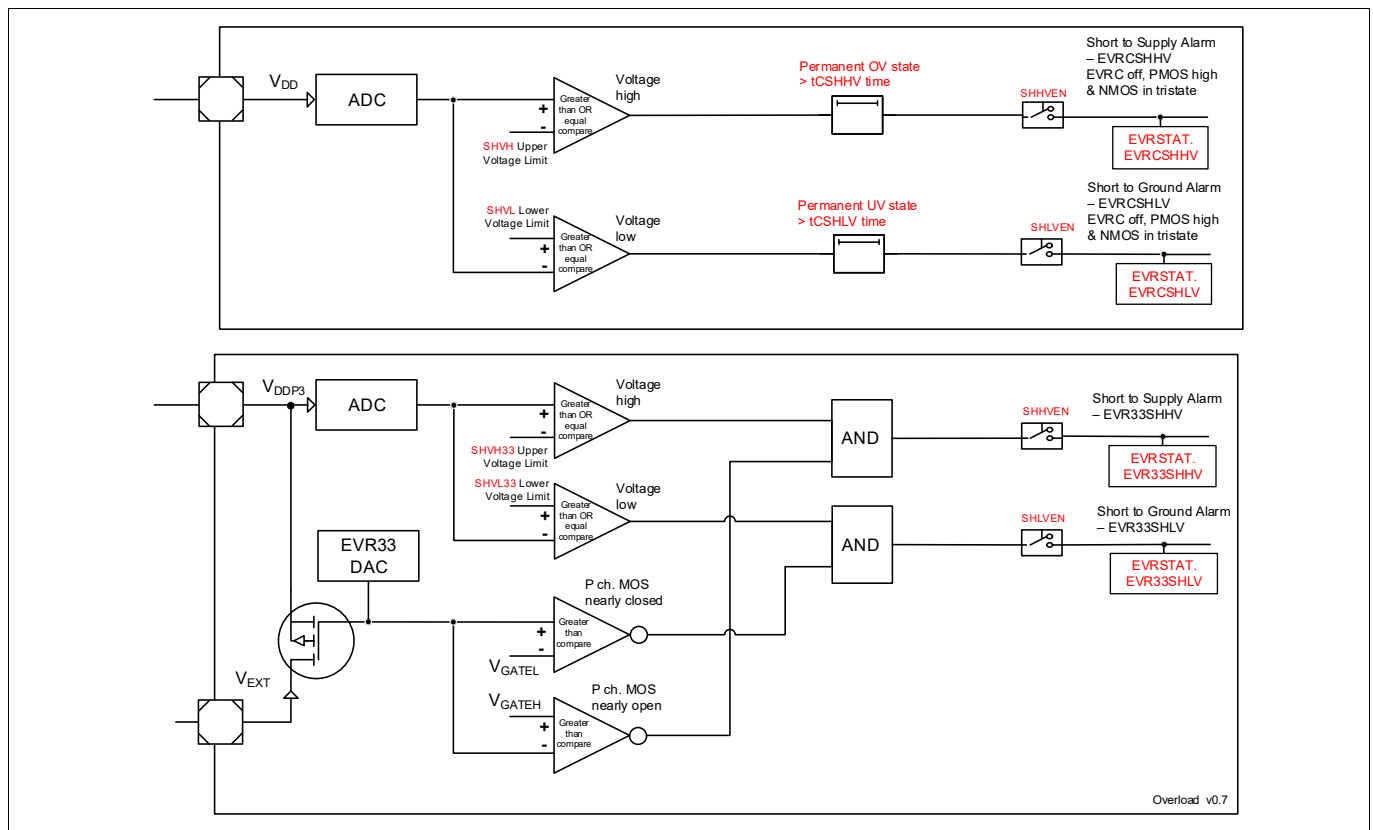 V_DD
ADC
+
-
Greater
than OR
equal
compare
Voltage
high
SHVH Upper
Voltage Limit
Permanent OV state
> tCSHHV time
SHHVEN
Short to Supply Alarm
– EVRCSHHV
EVRC off, PMOS high
& NMOS in tristate
EVRSTAT.
EVRCSHHV
SHVL Lower
Voltage Limit
+
-
Greater
than OR
equal
compare
Voltage
low
Permanent UV state
> tCSHLV time
SHLVEN
Short to Ground Alarm
– EVRCSHLV
EVRC off, PMOS high
& NMOS in tristate
EVRSTAT.
EVRCSHLV
V_DDP3
ADC
+
-
Greater
than OR
equal
compare
Voltage
high
SHVH33 Upper
Voltage Limit
AND
SHHVEN
Short to Supply Alarm
– EVR33SHHV
EVRSTAT.
EVR33SHHV
SHVL33 Lower
Voltage Limit
+
-
Greater
than OR
equal
compare
Voltage
low
AND
SHLVEN
Short to Ground Alarm
– EVR33SHLV
EVRSTAT.
EVR33SHLV
EVR33
DAC
P ch. MOS
nearly closed
+
-
Greater
than
compare
V_GATEL
V_EXT
P ch. MOS
nearly open
V_GATEH
+
-
Greater
than
compare
Overload v0.7